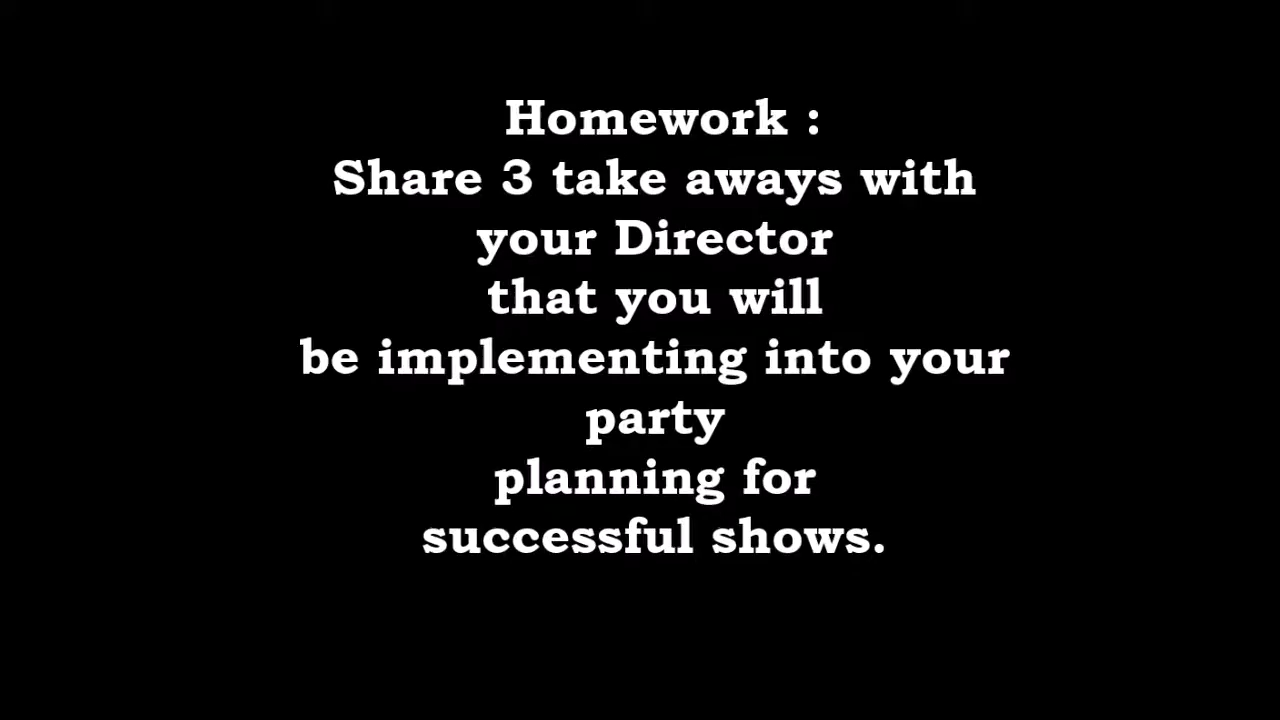 Homework :
Share 3 take aways with
your Director
that you will
be implementing into your
party
planning for
successful shows.